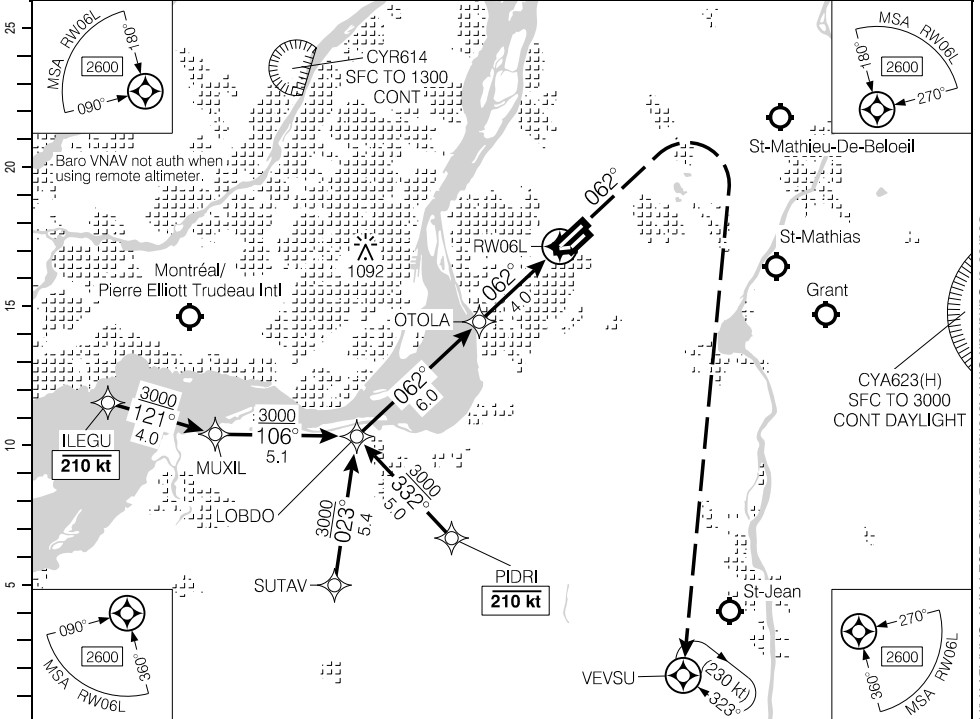 25
20
15
10
5
MSA RW06L
2600
180°
090°
CYR614
SFC TO 1300
CONT
MSA RW06L
2600
180°
270°
Baro VNAV not auth when
using remote altimeter.
St-Mathieu-De-Beloeil
062°
RW06L
1092
Montréal/
Pierre Elliott Trudeau Intl
St-Mathias
Grant
OTOLA
062°
4.0
CYA623(H)
SFC TO 3000
CONT DAYLIGHT
062°
6.0
ILEGU
210 kt
3000
121°
4.0
MUXIL
3000
106°
5.1
LOBDO
3000
332°
5.0
3000
023°
5.4
SUTAV
PIDRI
210 kt
St-Jean
VEVSU
(230 kt)
323°
090°
360°
2600
MSA RW06L
270°
360°
2600
MSA RW06L